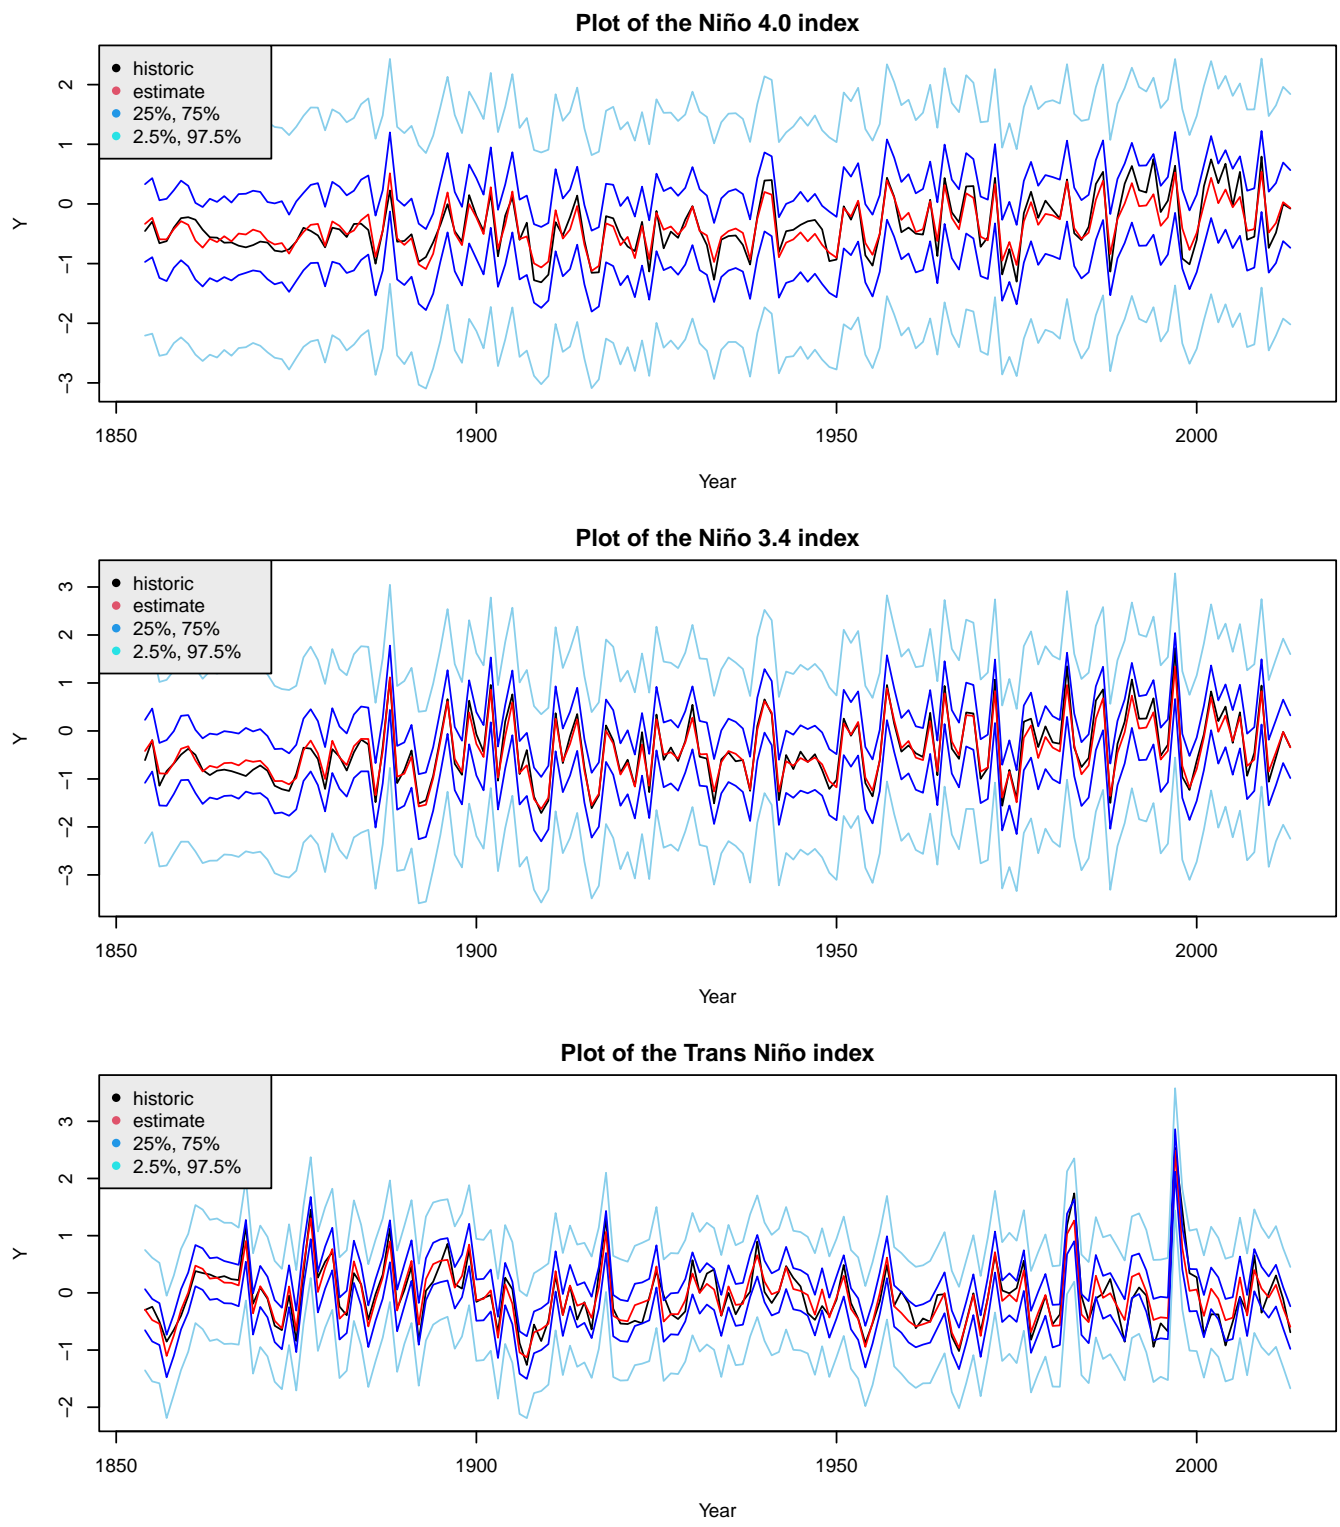 Plot of the Niño 4.0 index
historic
estimate
25%, 75%
2.5%, 97.5%
2
1
0
−1
−2
−3
Y
1850 1900 1950 2000
Year
Plot of the Niño 3.4 index
historic
estimate
25%, 75%
2.5%, 97.5%
3
2
1
0
−1
−2
−3
Y
1850 1900 1950 2000
Year
Plot of the Trans Niño index
historic
estimate
25%, 75%
2.5%, 97.5%
3
2
1
0
−1
−2
Y
1850 1900 1950 2000
Year